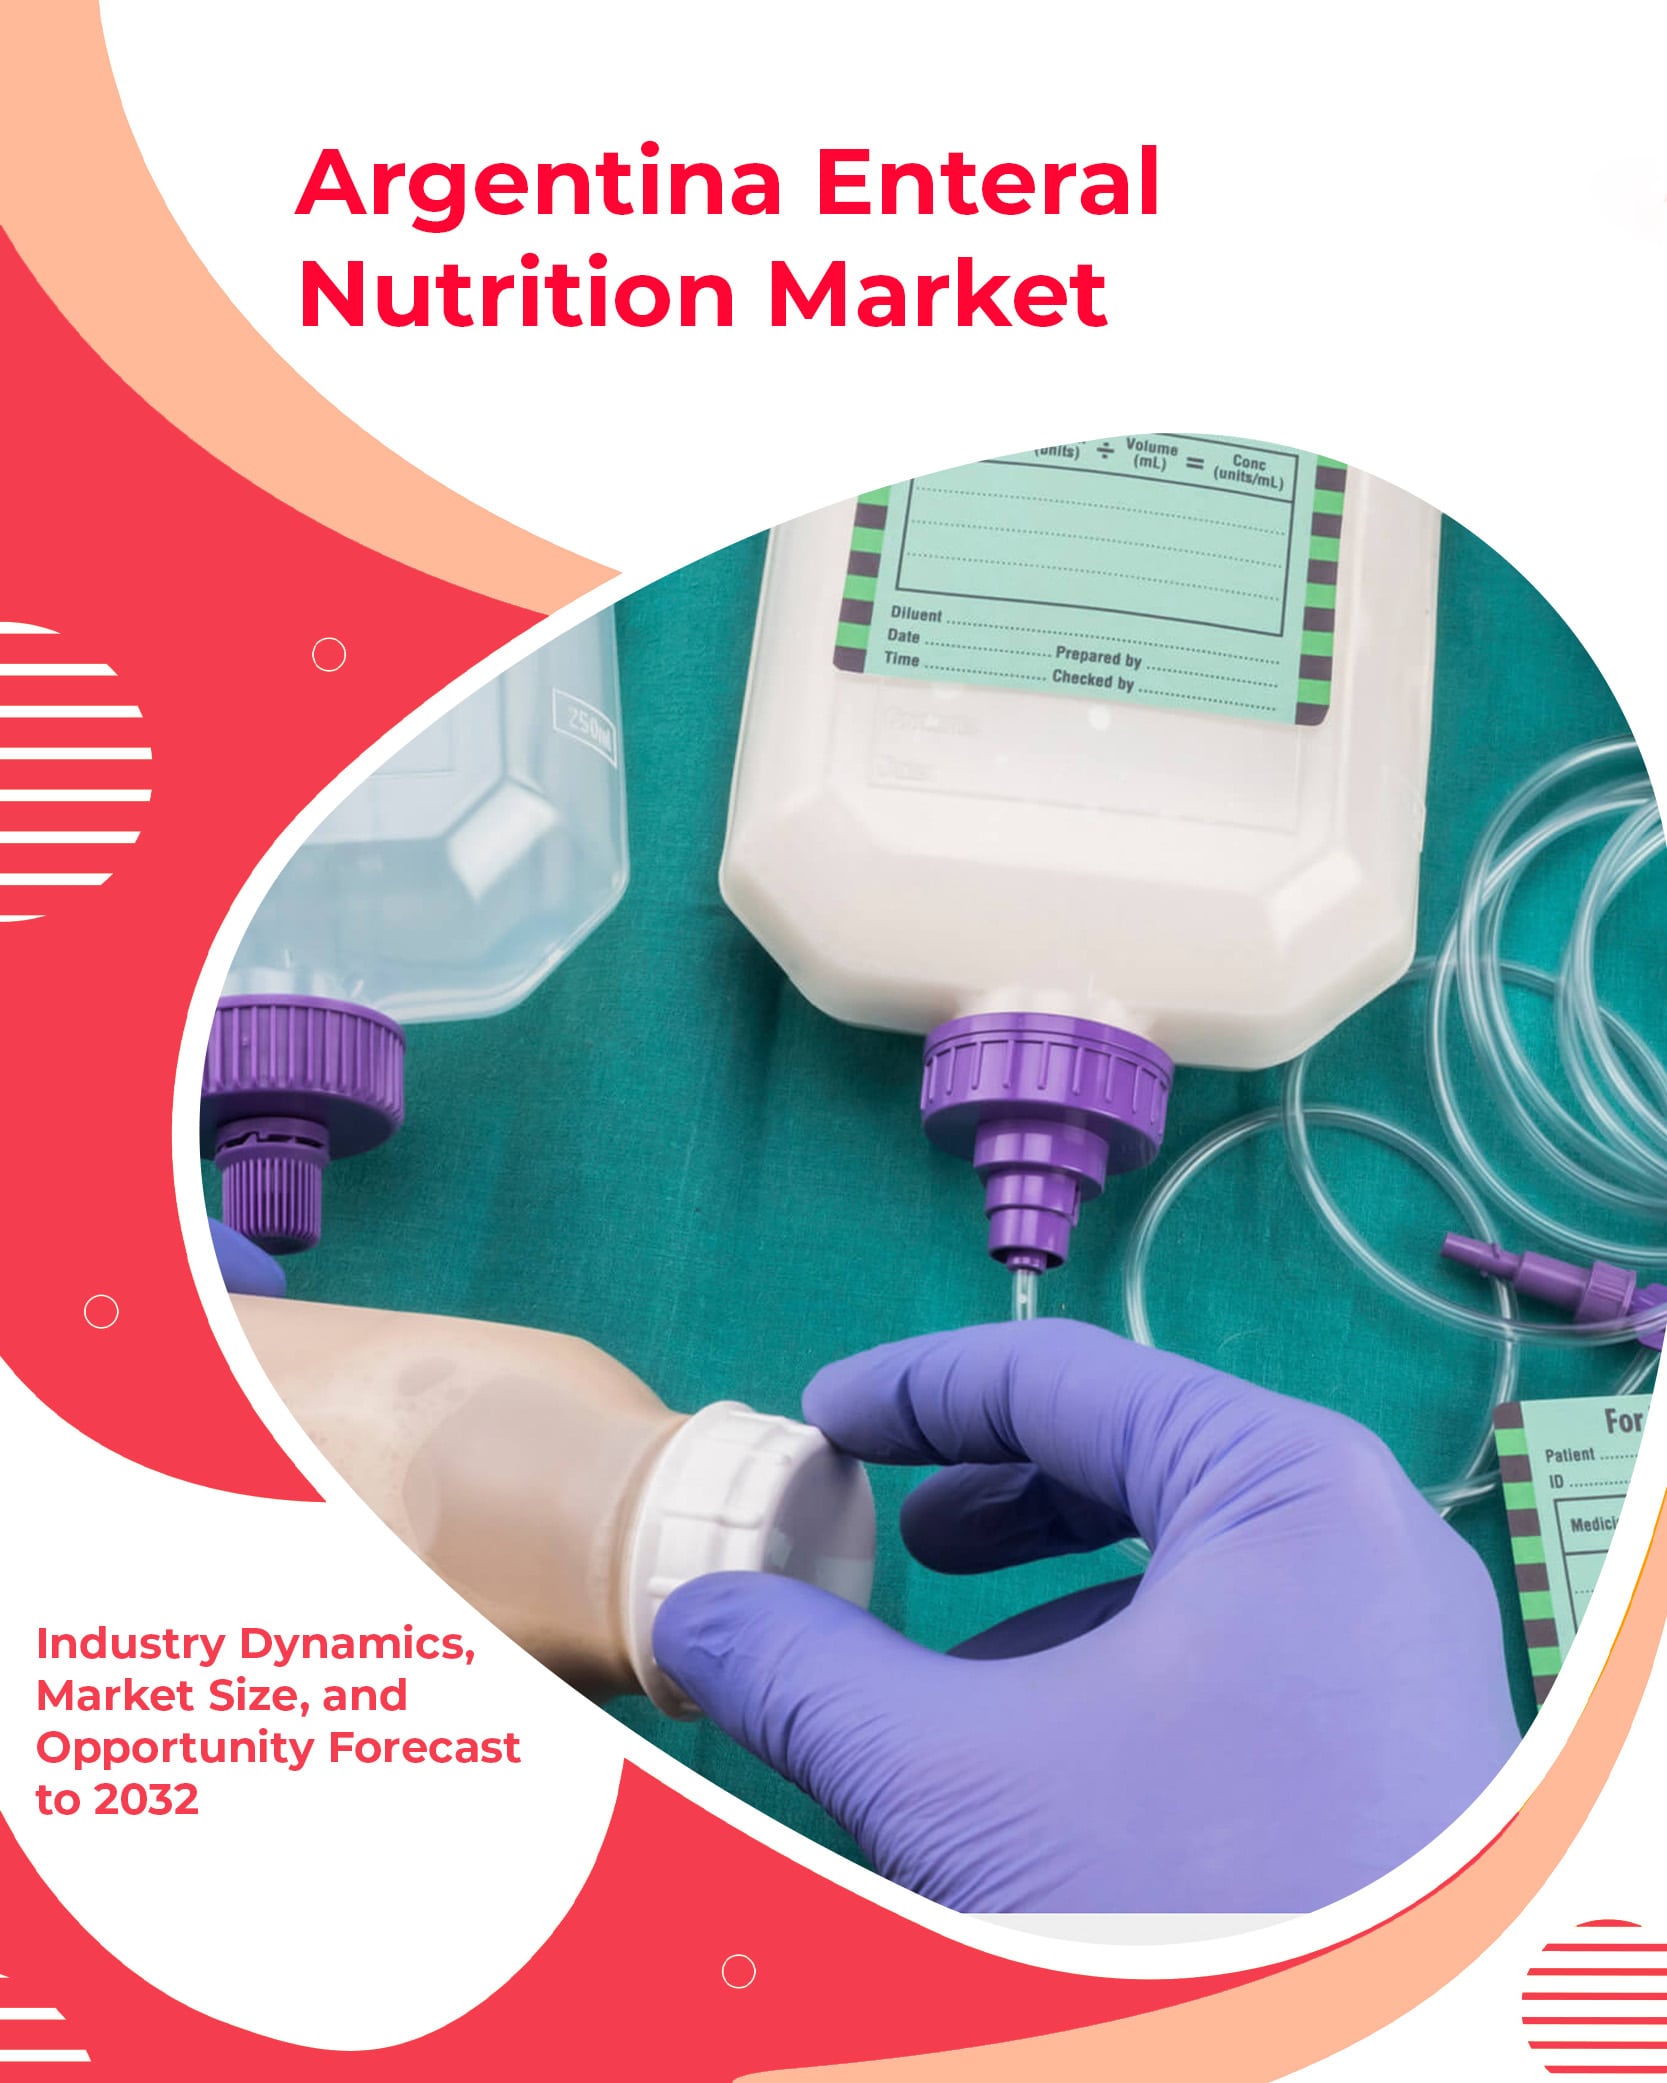 Argentina Enteral
Nutrition Market
(units) ÷ Volume (mL) = Conc (units/mL)
Diluent
Date
Prepared by
Time
Checked by
250ml
For
Patient
ID
Industry Dynamics,
Market Size, and
Opportunity Forecast
to 2032